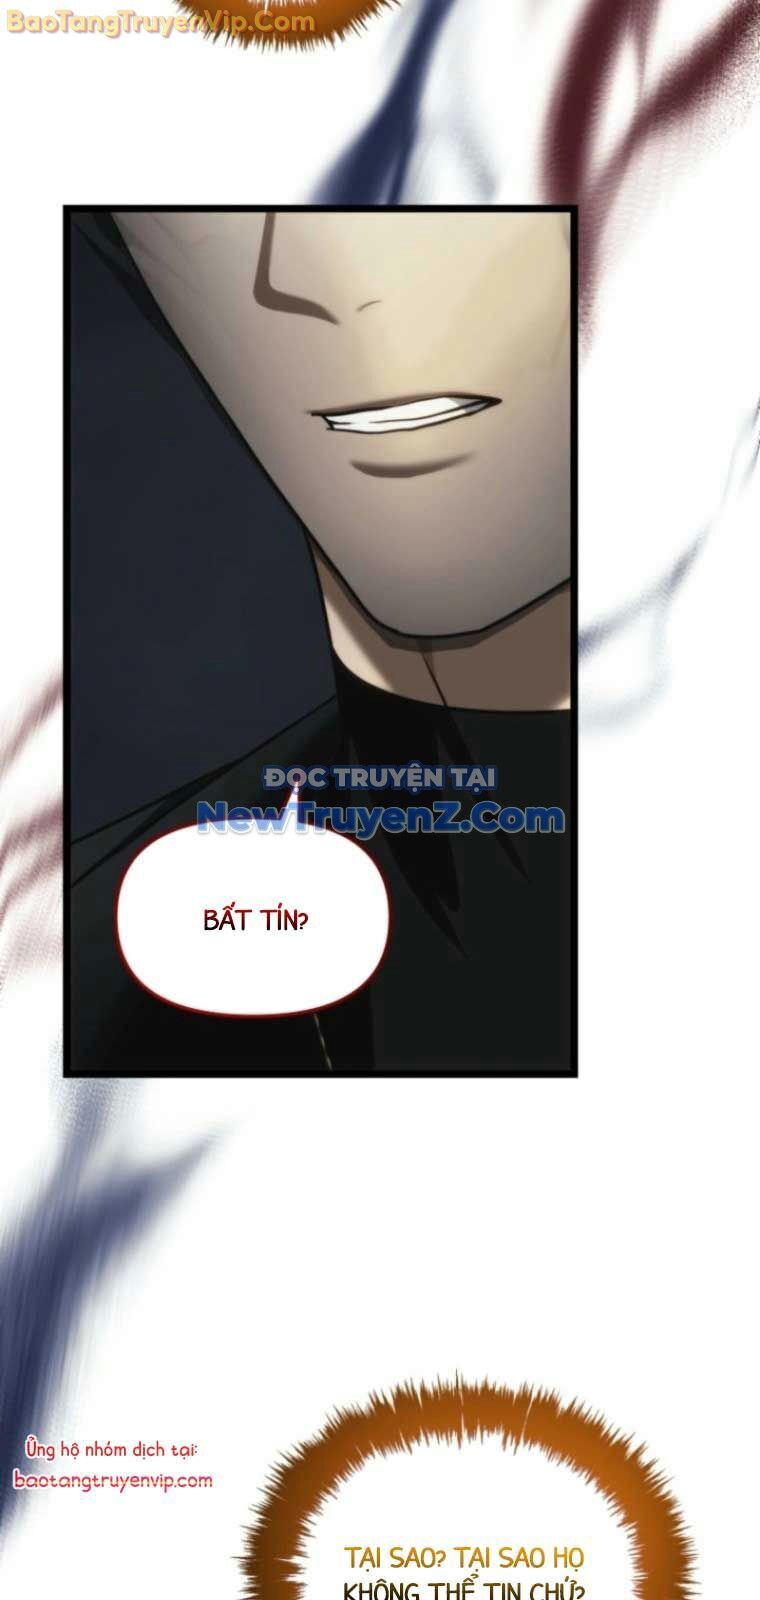 BaoTangTruyenVip.Com
ĐỌC TRUYỆN TẠI
NewTruyenZ.Com
BẤT TÍN?
Ủng hộ nhóm dịch tại:
baotangtruyenvip.com
TẠI SAO? TẠI SAO HỌ
KHÔNG THỂ TIN CHỨ?